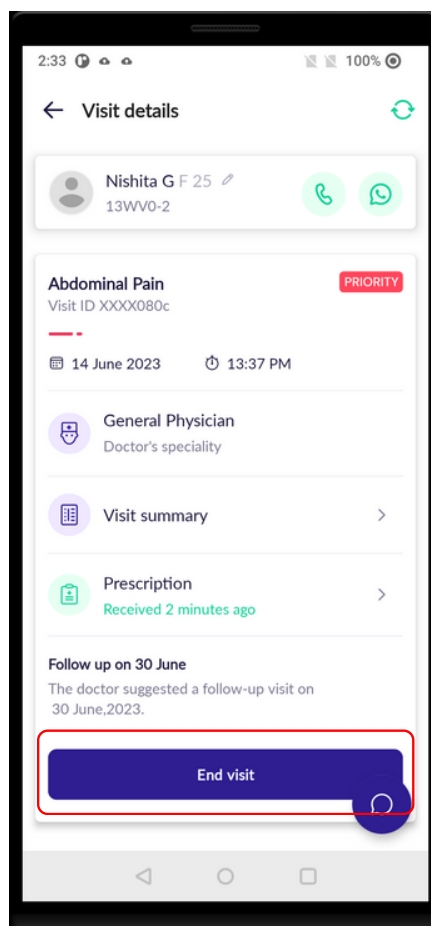 2:33 100%
Visit details
Nishita G F 25
13WV0-2
Abdominal Pain PRIORITY
Visit ID XXXX080c
14 June 2023 13:37 PM
General Physician
Doctor's speciality
Visit summary
Prescription
Received 2 minutes ago
Follow up on 30 June
The doctor suggested a follow-up visit on
30 June,2023.
End visit